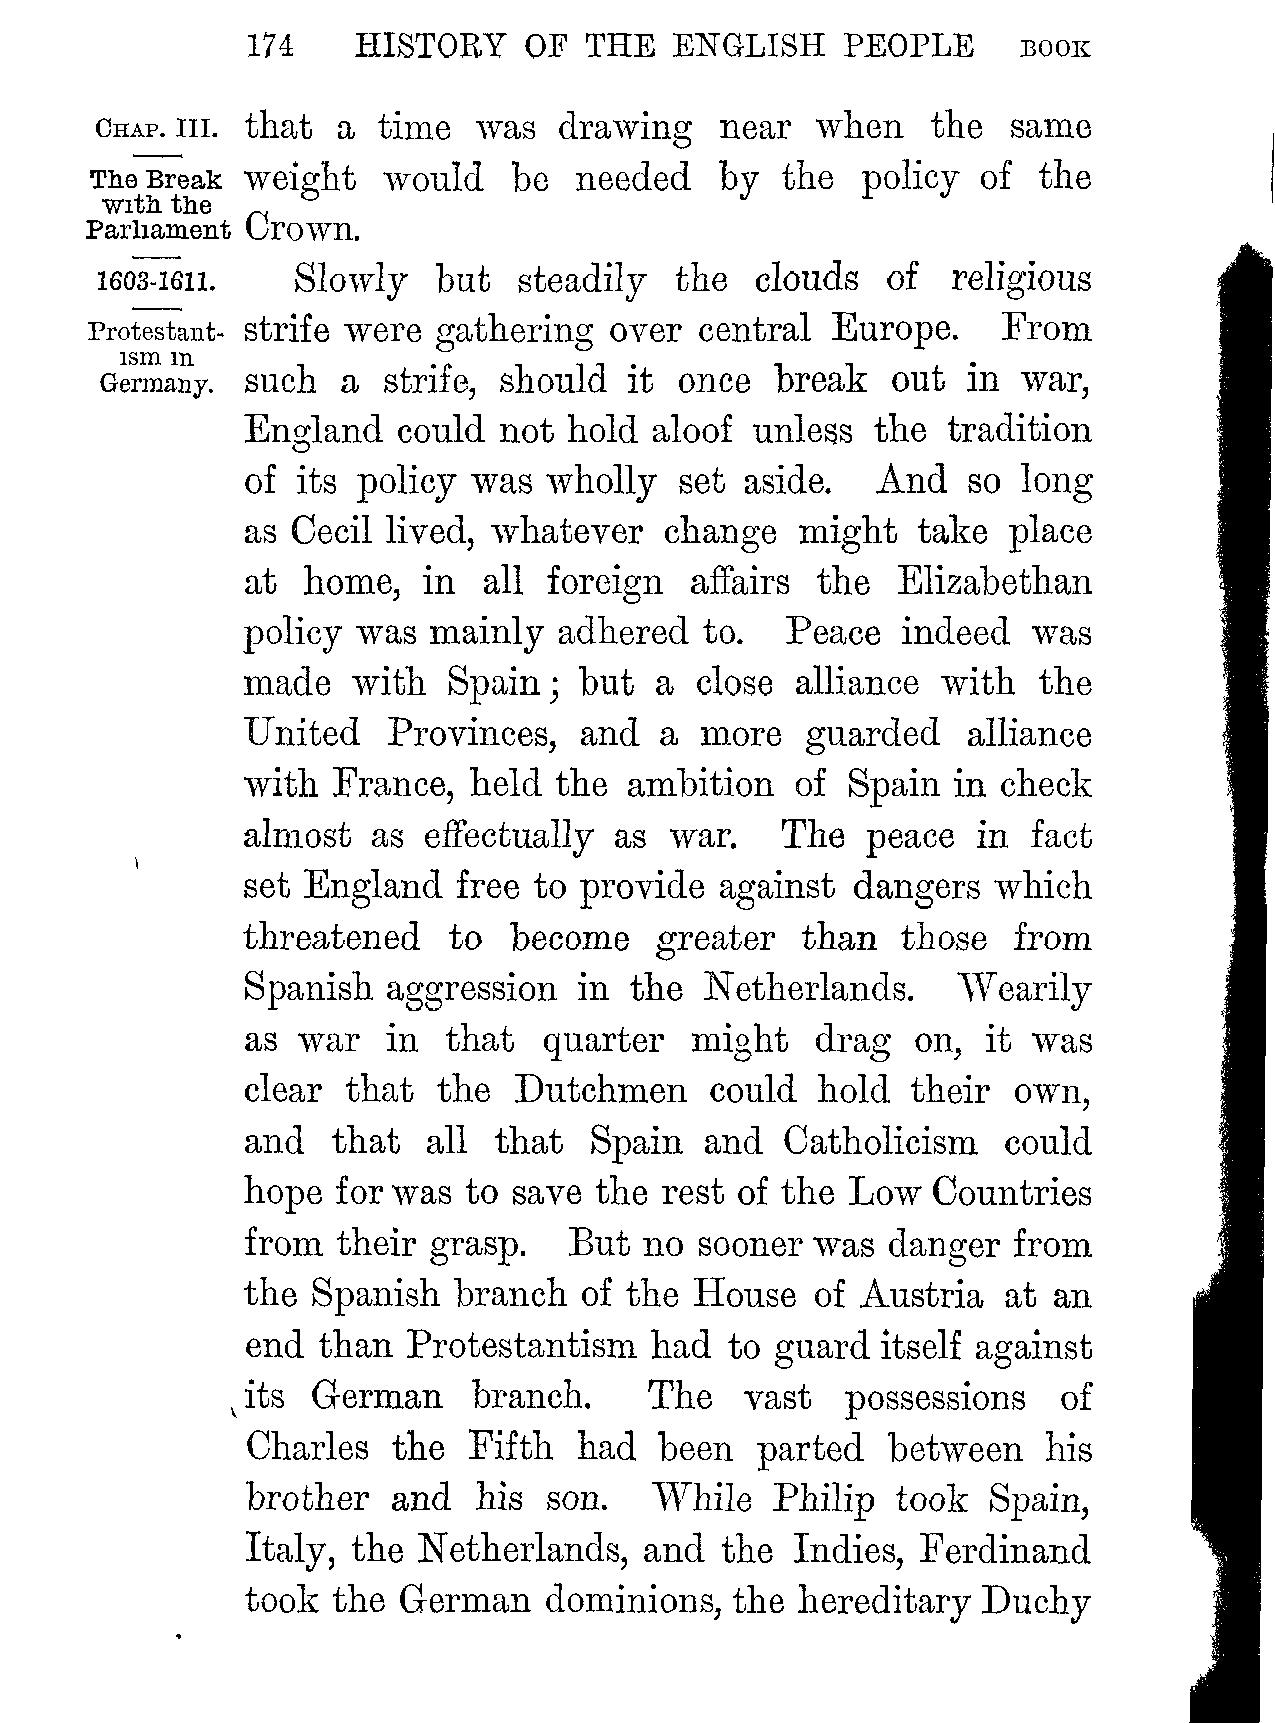 174 HISTORY OF THE ENGLISH PEOPLE BOOK
CHAP. III.
The Break
with the
Parliament
1603-1611.
Protestant-
ism in
Germany.
that a time was drawing near when the same
weight would be needed by the policy of the
Crown.
Slowly but steadily the clouds of religious
strife were gathering over central Europe. From
such a strife, should it once break out in war,
England could not hold aloof unless the tradition
of its policy was wholly set aside. And so long
as Cecil lived, whatever change might take place
at home, in all foreign affairs the Elizabethan
policy was mainly adhered to. Peace indeed was
made with Spain; but a close alliance with the
United Provinces, and a more guarded alliance
with France, held the ambition of Spain in check
almost as effectually as war. The peace in fact
set England free to provide against dangers which
threatened to become greater than those from
Spanish aggression in the Netherlands. Wearily
as war in that quarter might drag on, it was
clear that the Dutchmen could hold their own,
and that all that Spain and Catholicism could
hope for was to save the rest of the Low Countries
from their grasp. But no sooner was danger from
the Spanish branch of the House of Austria at an
end than Protestantism had to guard itself against
its German branch. The vast possessions of
Charles the Fifth had been parted between his
brother and his son. While Philip took Spain,
Italy, the Netherlands, and the Indies, Ferdinand
took the German dominions, the hereditary Duchy